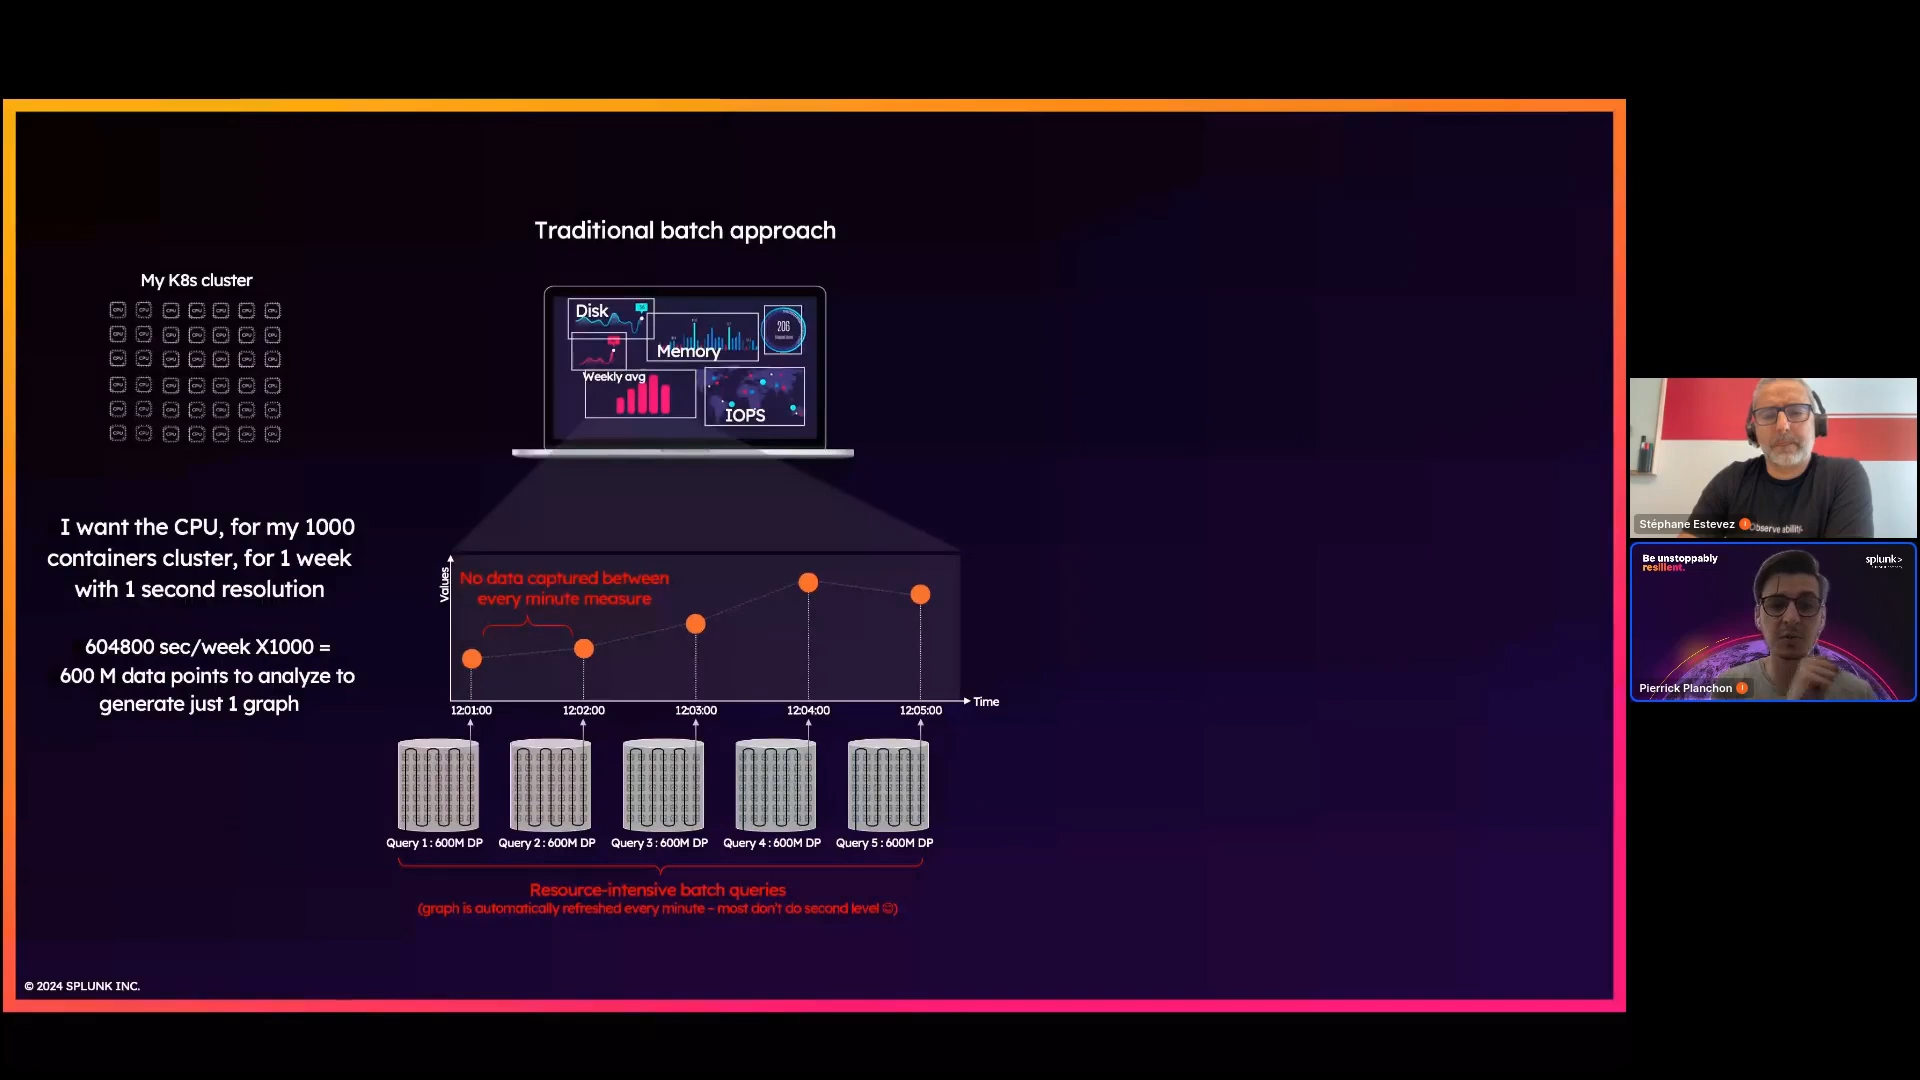 Traditional batch approach
My K8s cluster
Disk
206
Memory
Weekly avg
IOPS
I want the CPU, for my 1000
containers cluster, for 1 week
with 1 second resolution
604800 sec/week X1000 =
600 M data points to analyze to
generate just 1 graph
Values
No data captured between
every minute measure
12:01:00
12:02:00
12:03:00
12:04:00
12:05:00
Time
Query 1 : 600M DP
Query 2 : 600M DP
Query 3 : 600M DP
Query 4 : 600M DP
Query 5 : 600M DP
Resource-intensive batch queries
(graph is automatically refreshed every minute – most don't do second level 😊)
© 2024 SPLUNK INC.
Observe abiliti-
Stéphane Estevez
Be unstoppably
resilient.
splunk>
Pierrick Planchon